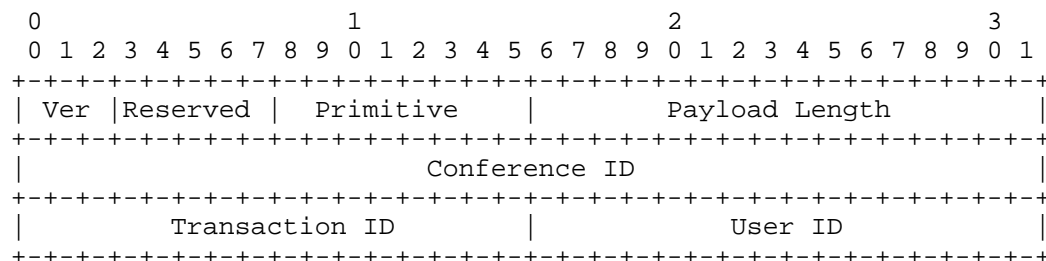 0                   1                   2                   3
 0 1 2 3 4 5 6 7 8 9 0 1 2 3 4 5 6 7 8 9 0 1 2 3 4 5 6 7 8 9 0 1
+-+-+-+-+-+-+-+-+-+-+-+-+-+-+-+-+-+-+-+-+-+-+-+-+-+-+-+-+-+-+-+-+
| Ver |Reserved |  Primitive    |        Payload Length         |
+-+-+-+-+-+-+-+-+-+-+-+-+-+-+-+-+-+-+-+-+-+-+-+-+-+-+-+-+-+-+-+-+
|                         Conference ID                         |
+-+-+-+-+-+-+-+-+-+-+-+-+-+-+-+-+-+-+-+-+-+-+-+-+-+-+-+-+-+-+-+-+
|         Transaction ID        |            User ID            |
+-+-+-+-+-+-+-+-+-+-+-+-+-+-+-+-+-+-+-+-+-+-+-+-+-+-+-+-+-+-+-+-+